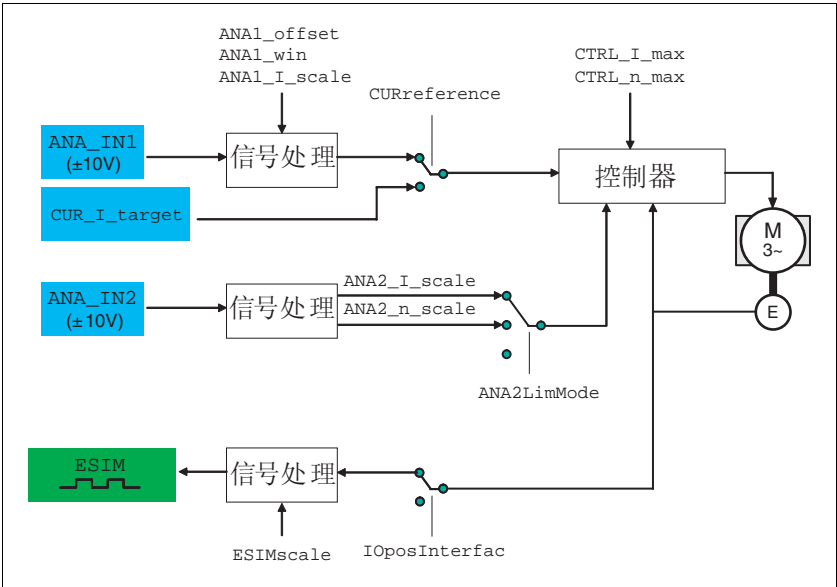 ANA1_offset
ANA1_win
ANA1_I_scale
CTRL_I_max
CTRL_n_max
CURreference
ANA_IN1
(±10V)
信号处理
控制器
CUR_I_target
M
3~
ANA_IN2
(±10V)
信号处理
ANA2_I_scale
ANA2_n_scale
E
ANA2LimMode
ESIM
信号处理
ESIMscale
IOposInterfac